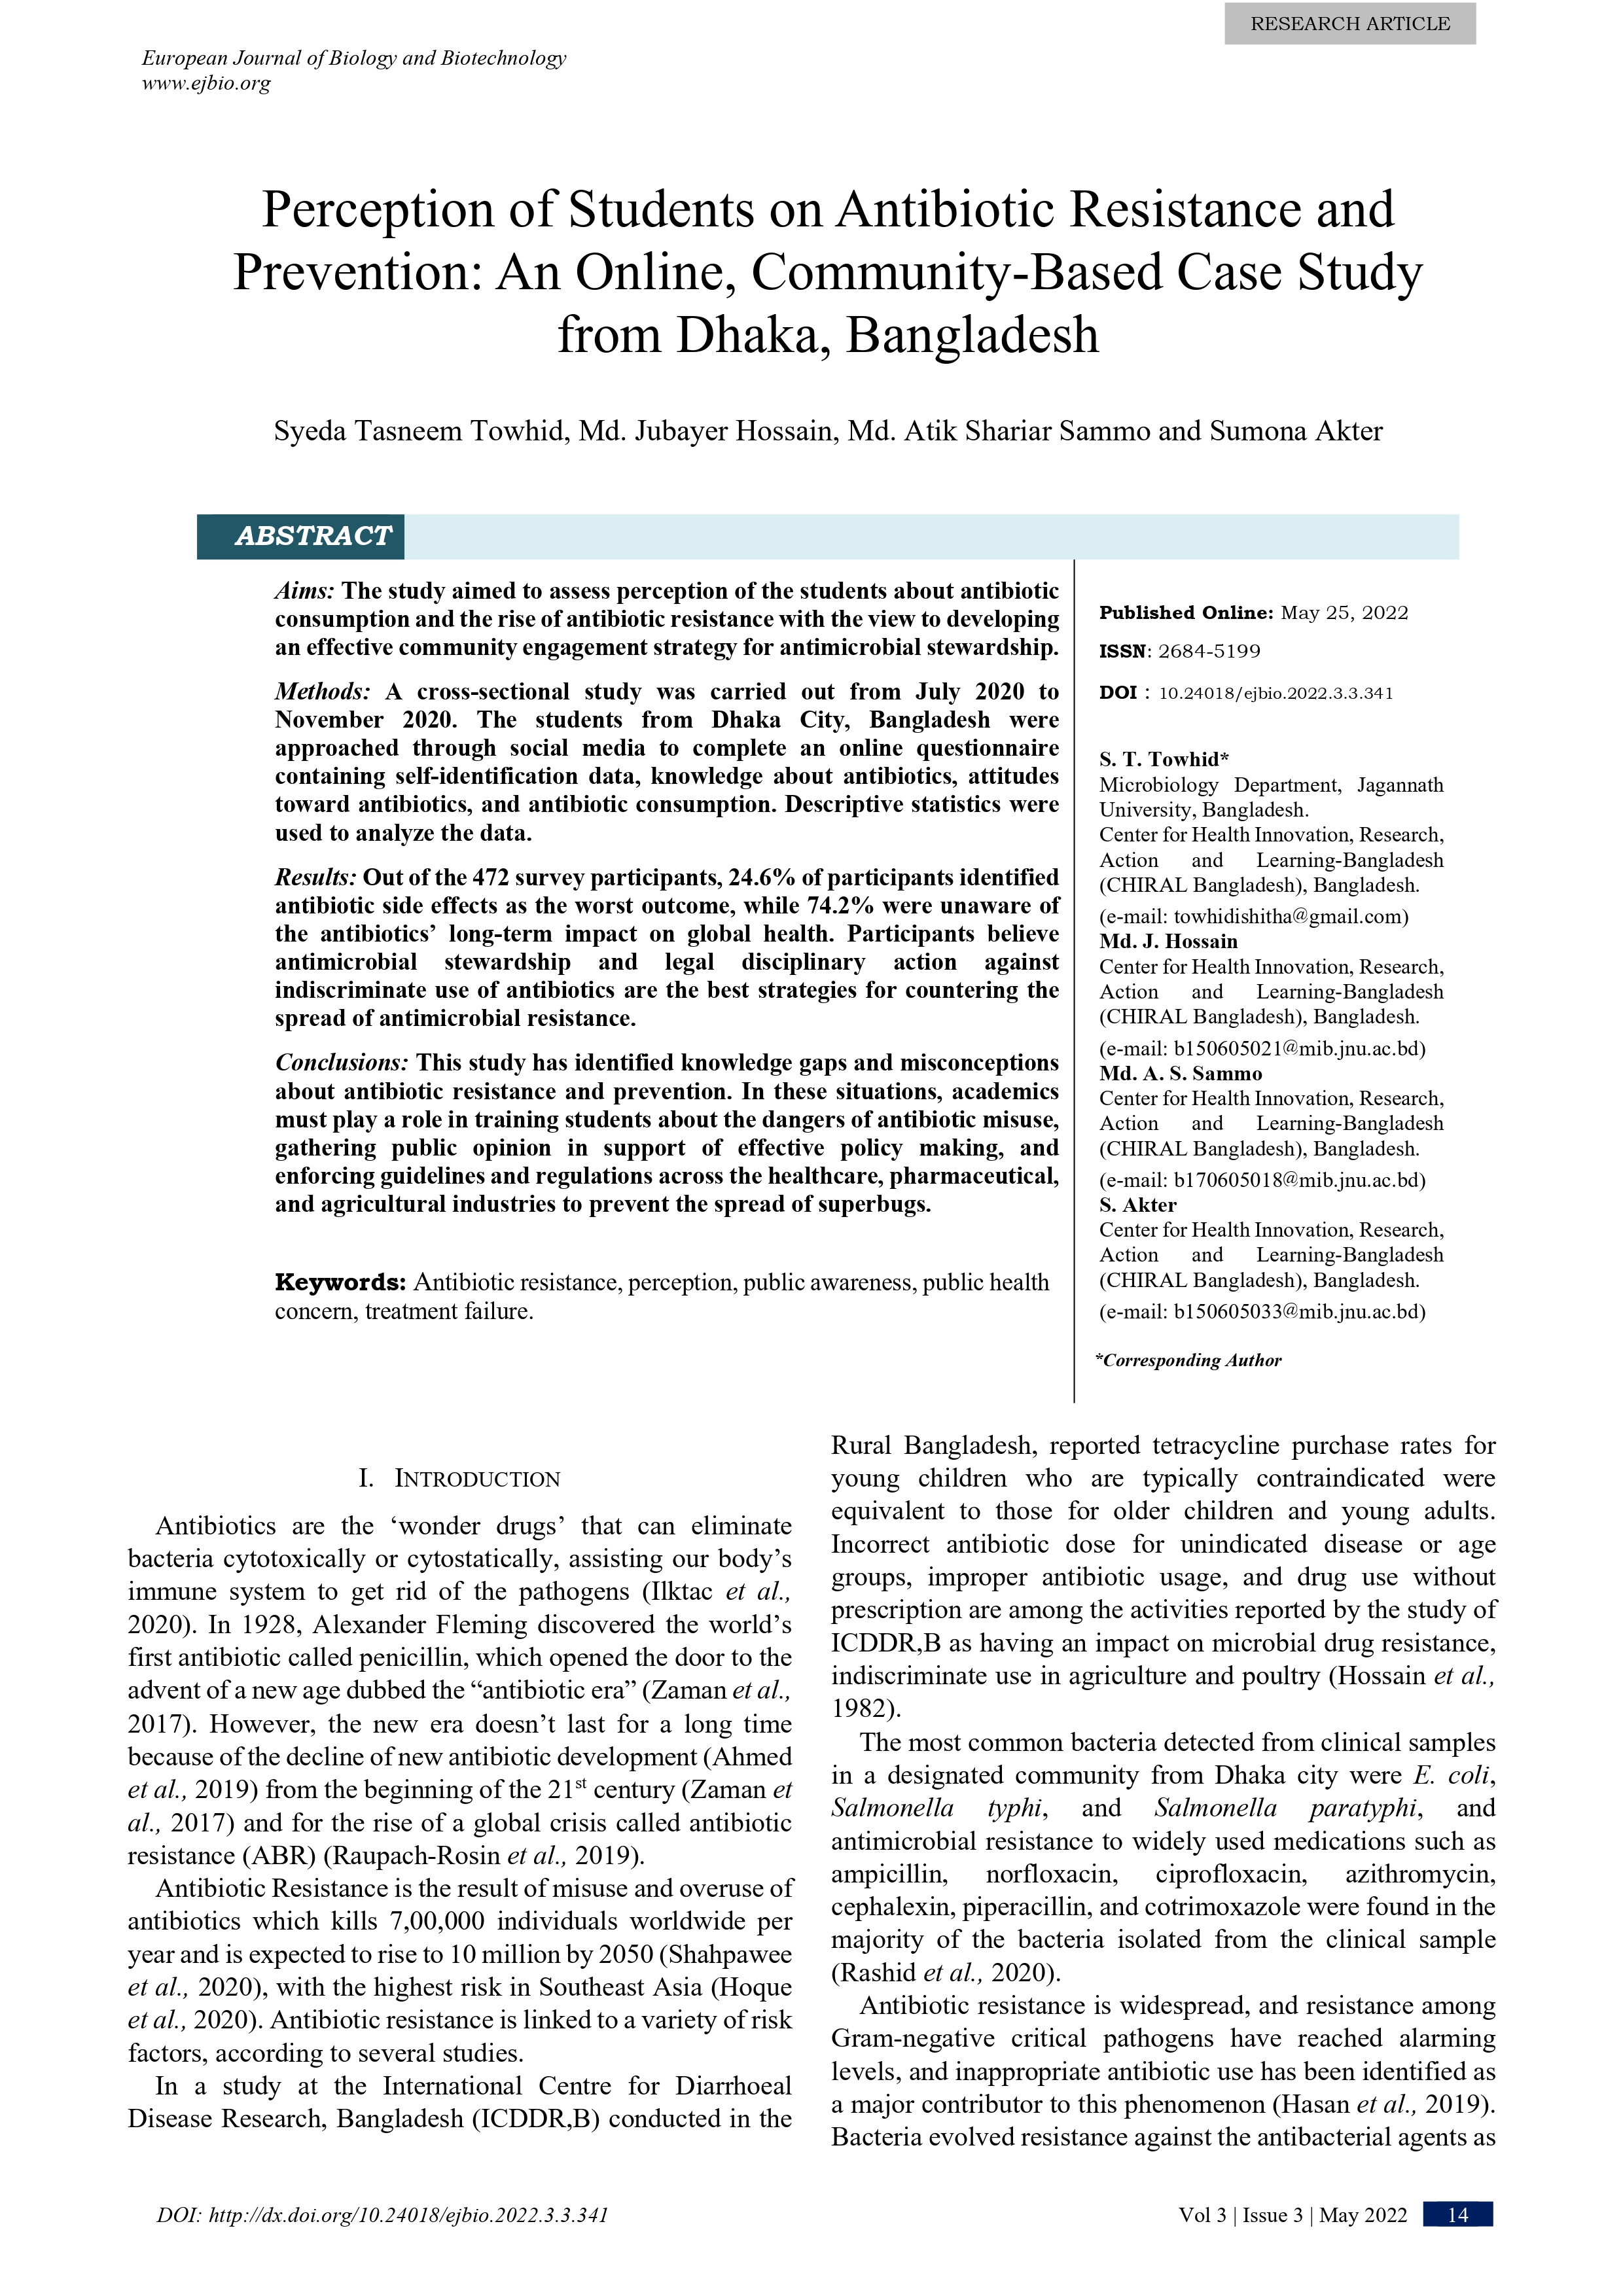 RESEARCH ARTICLE
European Journal of Biology and Biotechnology
www.ejbio.org
Perception of Students on Antibiotic Resistance and
Prevention: An Online, Community-Based Case Study
from Dhaka, Bangladesh
Syeda Tasneem Towhid, Md. Jubayer Hossain, Md. Atik Shariar Sammo and Sumona Akter
ABSTRACT
Aims: The study aimed to assess perception of the students about antibiotic
consumption and the rise of antibiotic resistance with the view to developing
an effective community engagement strategy for antimicrobial stewardship.
Methods: A cross-sectional study was carried out from July 2020 to
November 2020. The students from Dhaka City, Bangladesh were
approached through social media to complete an online questionnaire
containing self-identification data, knowledge about antibiotics, attitudes
toward antibiotics, and antibiotic consumption. Descriptive statistics were
used to analyze the data.
Results: Out of the 472 survey participants, 24.6% of participants identified
antibiotic side effects as the worst outcome, while 74.2% were unaware of
the antibiotics’ long-term impact on global health. Participants believe
antimicrobial stewardship and legal disciplinary action against
indiscriminate use of antibiotics are the best strategies for countering the
spread of antimicrobial resistance.
Conclusions: This study has identified knowledge gaps and misconceptions
about antibiotic resistance and prevention. In these situations, academics
must play a role in training students about the dangers of antibiotic misuse,
gathering public opinion in support of effective policy making, and
enforcing guidelines and regulations across the healthcare, pharmaceutical,
and agricultural industries to prevent the spread of superbugs.
Keywords: Antibiotic resistance, perception, public awareness, public health
concern, treatment failure.
Published Online: May 25, 2022
ISSN: 2684-5199
DOI : 10.24018/ejbio.2022.3.3.341
S. T. Towhid*
Microbiology Department, Jagannath
University, Bangladesh.
Center for Health Innovation, Research,
Action and Learning-Bangladesh
(CHIRAL Bangladesh), Bangladesh.
(e-mail: towhidishitha@gmail.com)
Md. J. Hossain
Center for Health Innovation, Research,
Action and Learning-Bangladesh
(CHIRAL Bangladesh), Bangladesh.
(e-mail: b150605021@mib.jnu.ac.bd)
Md. A. S. Sammo
Center for Health Innovation, Research,
Action and Learning-Bangladesh
(CHIRAL Bangladesh), Bangladesh.
(e-mail: b170605018@mib.jnu.ac.bd)
S. Akter
Center for Health Innovation, Research,
Action and Learning-Bangladesh
(CHIRAL Bangladesh), Bangladesh.
(e-mail: b150605033@mib.jnu.ac.bd)
*Corresponding Author
I. INTRODUCTION
Antibiotics are the ‘wonder drugs’ that can eliminate
bacteria cytotoxically or cytostatically, assisting our body’s
immune system to get rid of the pathogens (Ilktac et al.,
2020). In 1928, Alexander Fleming discovered the world’s
first antibiotic called penicillin, which opened the door to the
advent of a new age dubbed the “antibiotic era” (Zaman et al.,
2017). However, the new era doesn’t last for a long time
because of the decline of new antibiotic development (Ahmed
et al., 2019) from the beginning of the 21st century (Zaman et
al., 2017) and for the rise of a global crisis called antibiotic
resistance (ABR) (Raupach-Rosin et al., 2019).
Antibiotic Resistance is the result of misuse and overuse of
antibiotics which kills 7,00,000 individuals worldwide per
year and is expected to rise to 10 million by 2050 (Shahpawee
et al., 2020), with the highest risk in Southeast Asia (Hoque
et al., 2020). Antibiotic resistance is linked to a variety of risk
factors, according to several studies.
In a study at the International Centre for Diarrhoeal
Disease Research, Bangladesh (ICDDR,B) conducted in the
Rural Bangladesh, reported tetracycline purchase rates for
young children who are typically contraindicated were
equivalent to those for older children and young adults.
Incorrect antibiotic dose for unindicated disease or age
groups, improper antibiotic usage, and drug use without
prescription are among the activities reported by the study of
ICDDR,B as having an impact on microbial drug resistance,
indiscriminate use in agriculture and poultry (Hossain et al.,
1982).
The most common bacteria detected from clinical samples
in a designated community from Dhaka city were E. coli,
Salmonella typhi, and Salmonella paratyphi, and
antimicrobial resistance to widely used medications such as
ampicillin, norfloxacin, ciprofloxacin, azithromycin,
cephalexin, piperacillin, and cotrimoxazole were found in the
majority of the bacteria isolated from the clinical sample
(Rashid et al., 2020).
Antibiotic resistance is widespread, and resistance among
Gram-negative critical pathogens have reached alarming
levels, and inappropriate antibiotic use has been identified as
a major contributor to this phenomenon (Hasan et al., 2019).
Bacteria evolved resistance against the antibacterial agents as
DOI: http://dx.doi.org/10.24018/ejbio.2022.3.3.341
Vol 3 | Issue 3 | May 2022 14